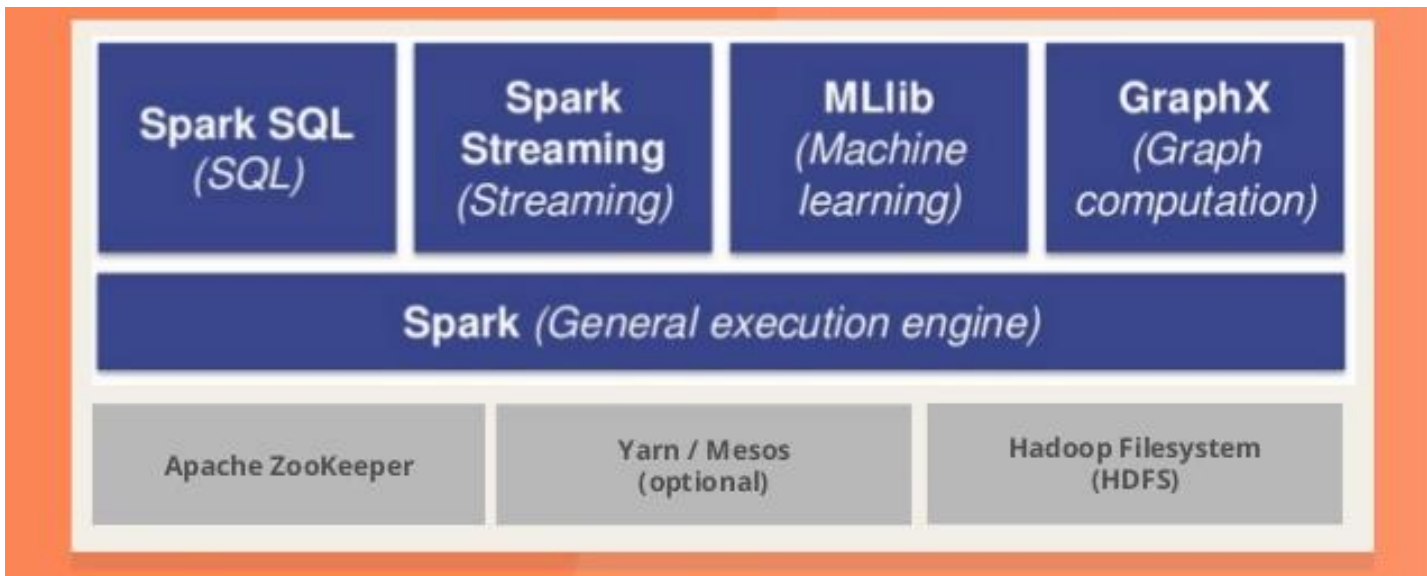 Spark SQL
(SQL)
Spark
Streaming
(Streaming)
MLlib
(Machine
learning)
GraphX
(Graph
computation)
Spark (General execution engine)
Apache ZooKeeper
Yarn / Mesos
(optional)
Hadoop Filesystem
(HDFS)